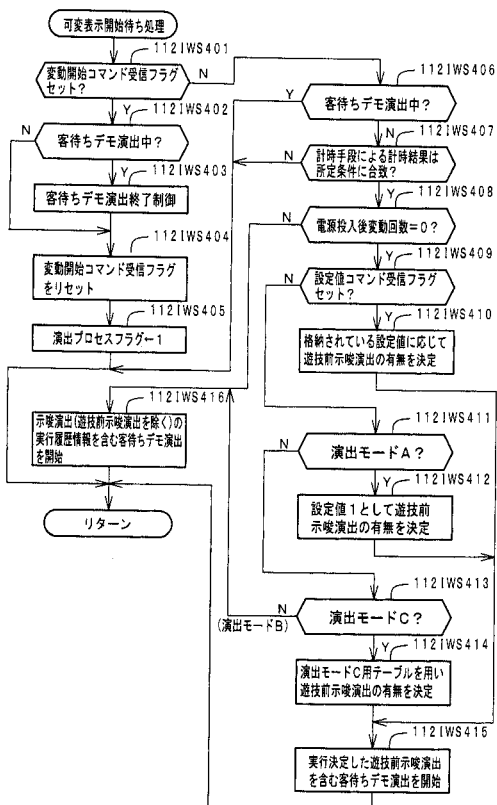 可変表示開始待ち処理
112IWS401
変動開始コマンド受信フラグ
セット?
N
Y
112IWS402
客待ちデモ演出中?
N
Y
112IWS403
客待ちデモ演出終了制御
112IWS404
変動開始コマンド受信フラグ
をリセット
112IWS405
演出プロセスフラグ←1
112IWS416
示唆演出(遊技前示唆演出を除く)の
実行履歴情報を含む客待ちデモ演出
を開始
リターン
112IWS406
客待ちデモ演出中?
Y
N
112IWS407
計時手段による計時結果は
所定条件に合致?
N
Y
112IWS408
電源投入後変動回数=0?
N
Y
112IWS409
設定値コマンド受信フラグ
セット?
N
Y
112IWS410
格納されている設定値に応じて
遊技前示唆演出の有無を決定
112IWS411
演出モードA?
N
Y
112IWS412
設定値1として遊技前
示唆演出の有無を決定
112IWS413
演出モードC?
N
(演出モードB)
Y
112IWS414
演出モードC用テーブルを用い
遊技前示唆演出の有無を決定
112IWS415
実行決定した遊技前示唆演出
を含む客待ちデモ演出を開始